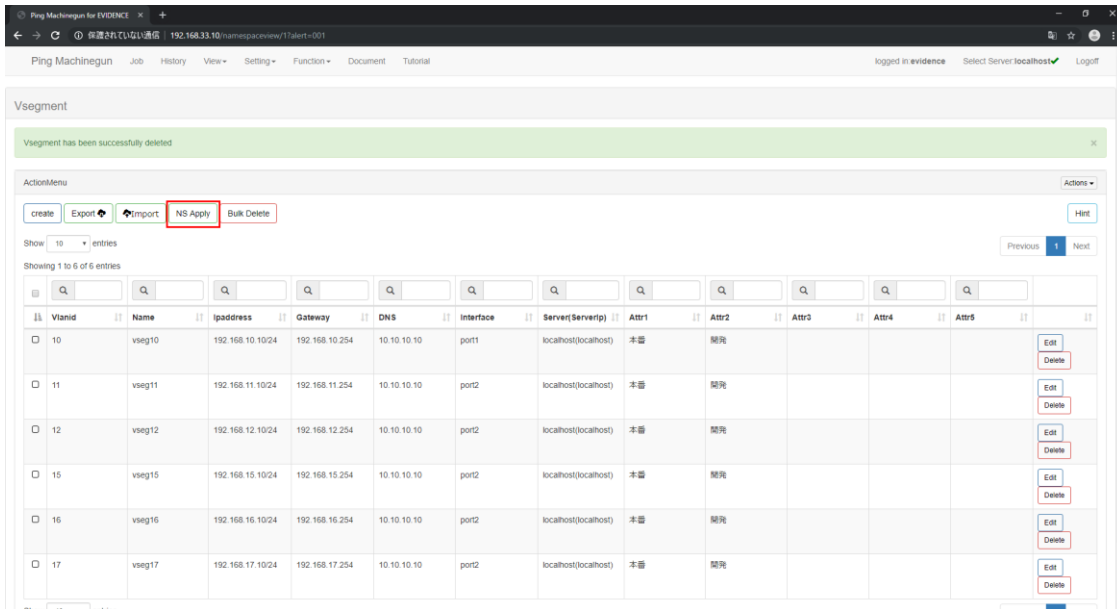 Ping Machinegun for EVIDENCE × +
保護されていない通信 | 192.168.33.10/namespaceview/1?alert=001
Ping Machinegun Job History View Setting Function Document Tutorial logged in:evidence Select Server:localhost✔ Logoff
Vsegment
Vsegment has been successfully deleted ×
ActionMenu Actions
create Export Import NS Apply Bulk Delete Hint
Show 10 entries Previous 1 Next
Showing 1 to 6 of 6 entries
Vlanid Name Ipaddress Gateway DNS Interface Server(Serverip) Attr1 Attr2 Attr3 Attr4 Attr5
10 vseg10 192.168.10.10/24 192.168.10.254 10.10.10.10 port1 localhost(localhost) 本番 開発 Edit
Delete
11 vseg11 192.168.11.10/24 192.168.11.254 10.10.10.10 port2 localhost(localhost) 本番 開発 Edit
Delete
12 vseg12 192.168.12.10/24 192.168.12.254 10.10.10.10 port2 localhost(localhost) 本番 開発 Edit
Delete
15 vseg15 192.168.15.10/24 192.168.15.254 10.10.10.10 port2 localhost(localhost) 本番 開発 Edit
Delete
16 vseg16 192.168.16.10/24 192.168.16.254 10.10.10.10 port2 localhost(localhost) 本番 開発 Edit
Delete
17 vseg17 192.168.17.10/24 192.168.17.254 10.10.10.10 port2 localhost(localhost) 本番 開発 Edit
Delete